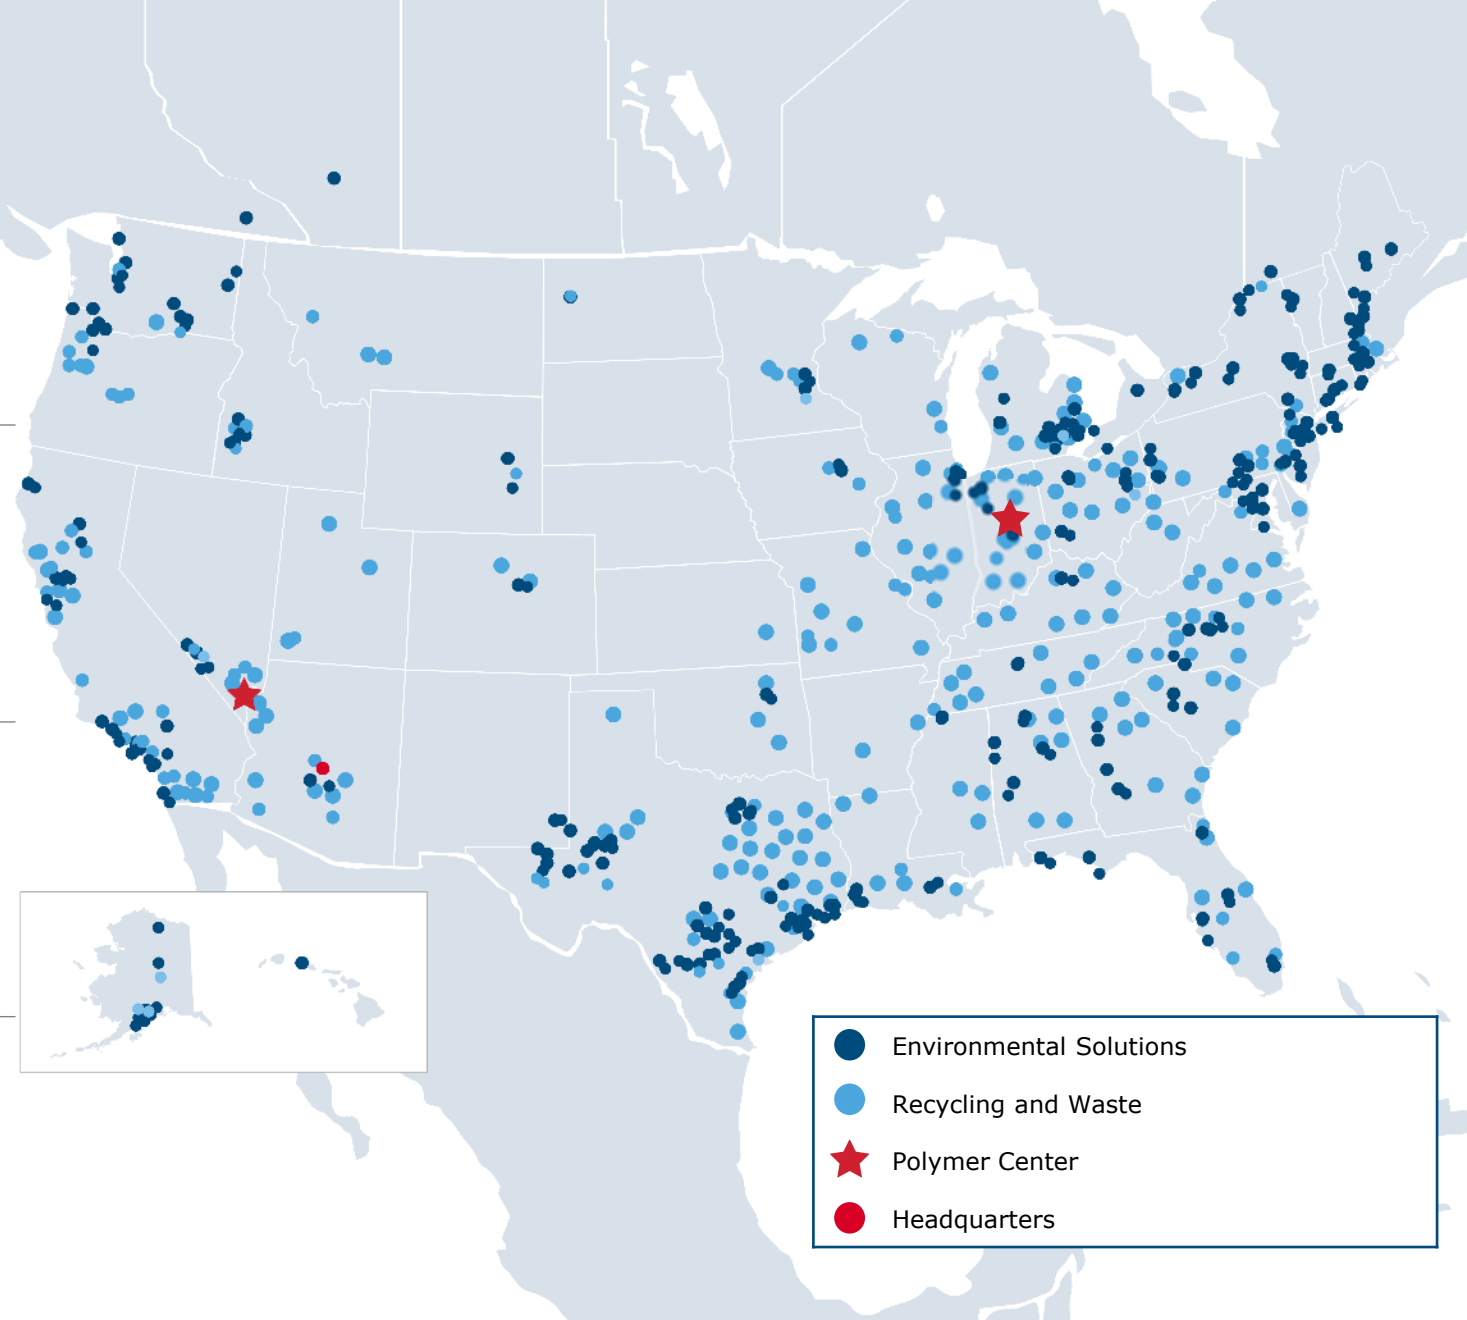 Environmental Solutions
Recycling and Waste
Polymer Center
Headquarters